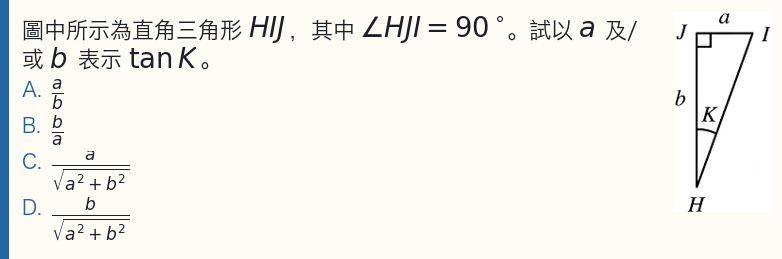 圖中所示為直角三角形 HIJ，其中 ∠HJI = 90°。試以 a 及/
或 b 表示 tan K。
A. a/b
B. b/a
C. a/√(a² + b²)
D. b/√(a² + b²)
a
J
I
b
K
H